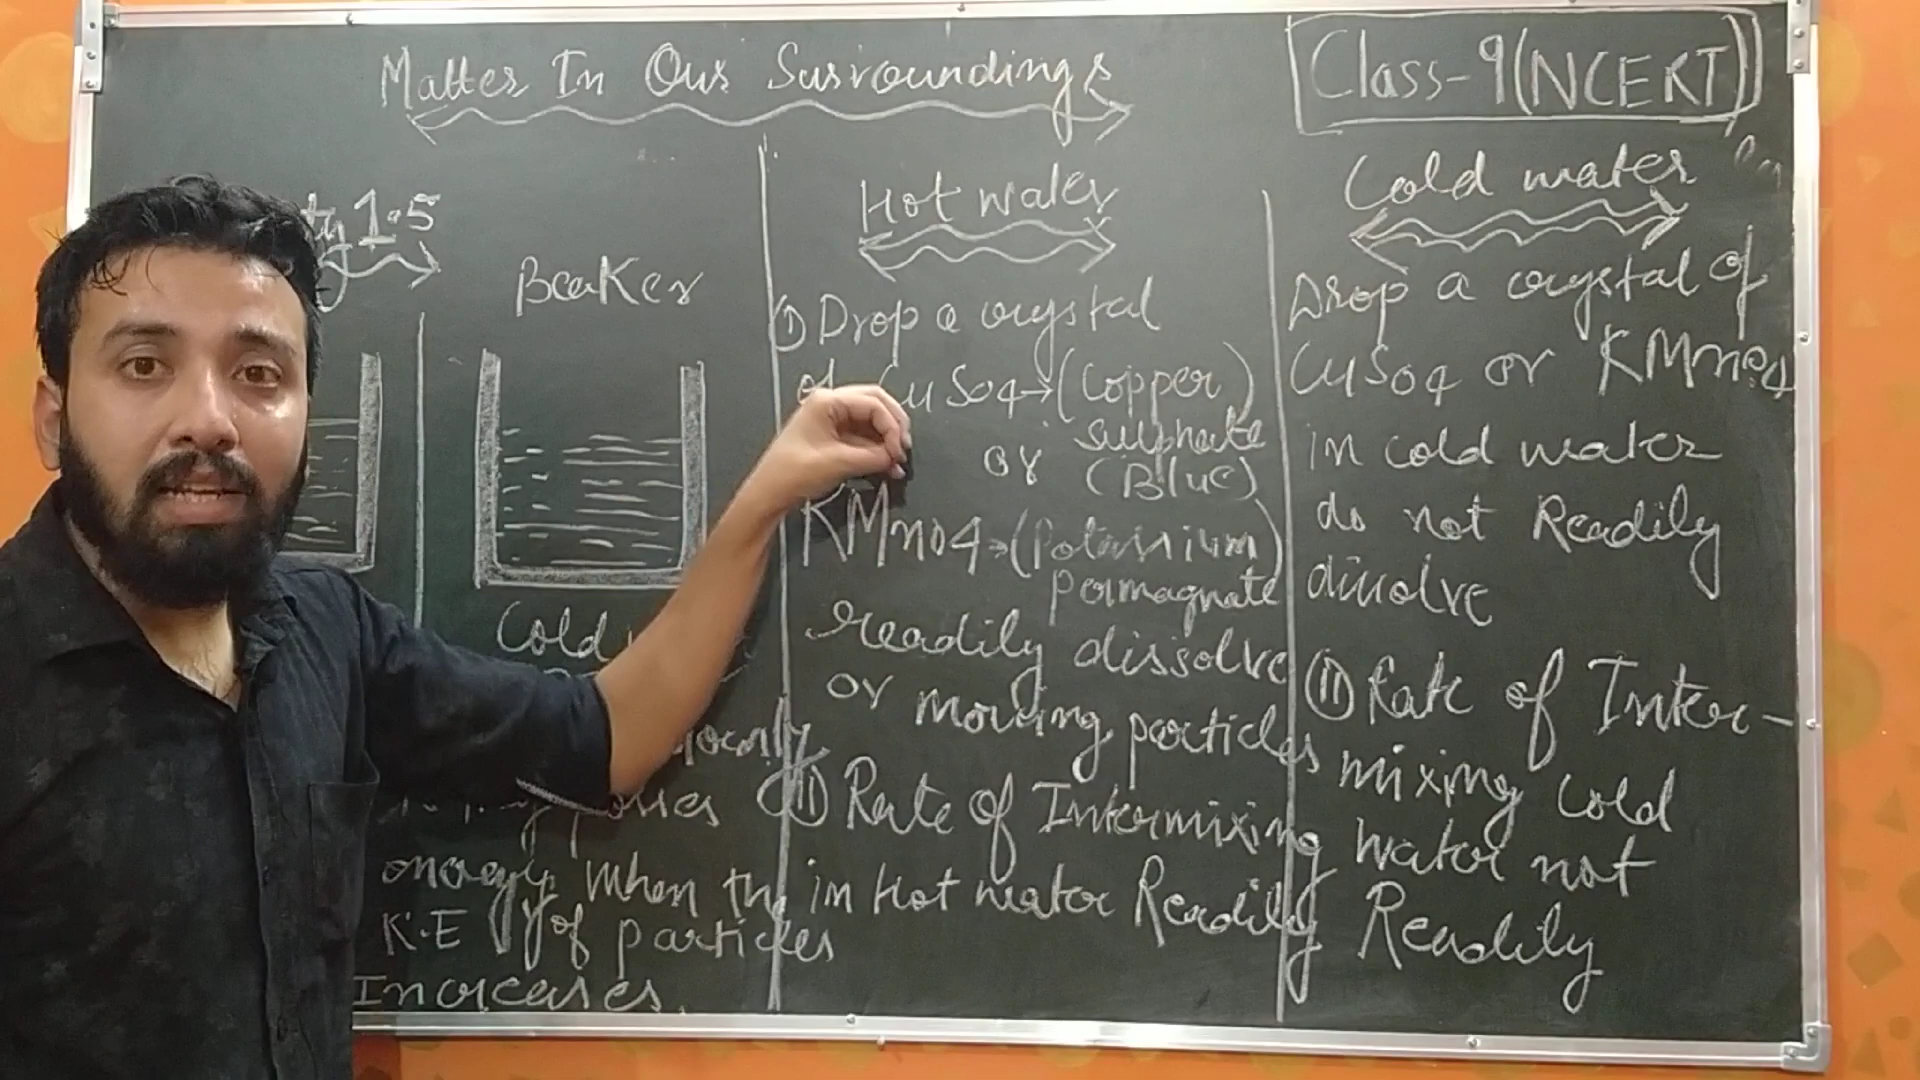 Matter In Our Surroundings
Class-9(NCERT)
ty 1.5
Beaker
Cold
energy when the
K.E of particles
Increases.
Hot water
(I) Drop a crystal
of CuSO4→(Copper)
sulphate
or (Blue)
KMnO4→(Potassium)
permagnate
readily dissolve
or moving particles
(II) Rate of Intermixing
in Hot water Readily
Cold water
Drop a crystal of
CuSO4 or KMnO4
in cold water
do not Readily
dissolve
(II) Rate of Inter-
mixing cold
water not
Readily